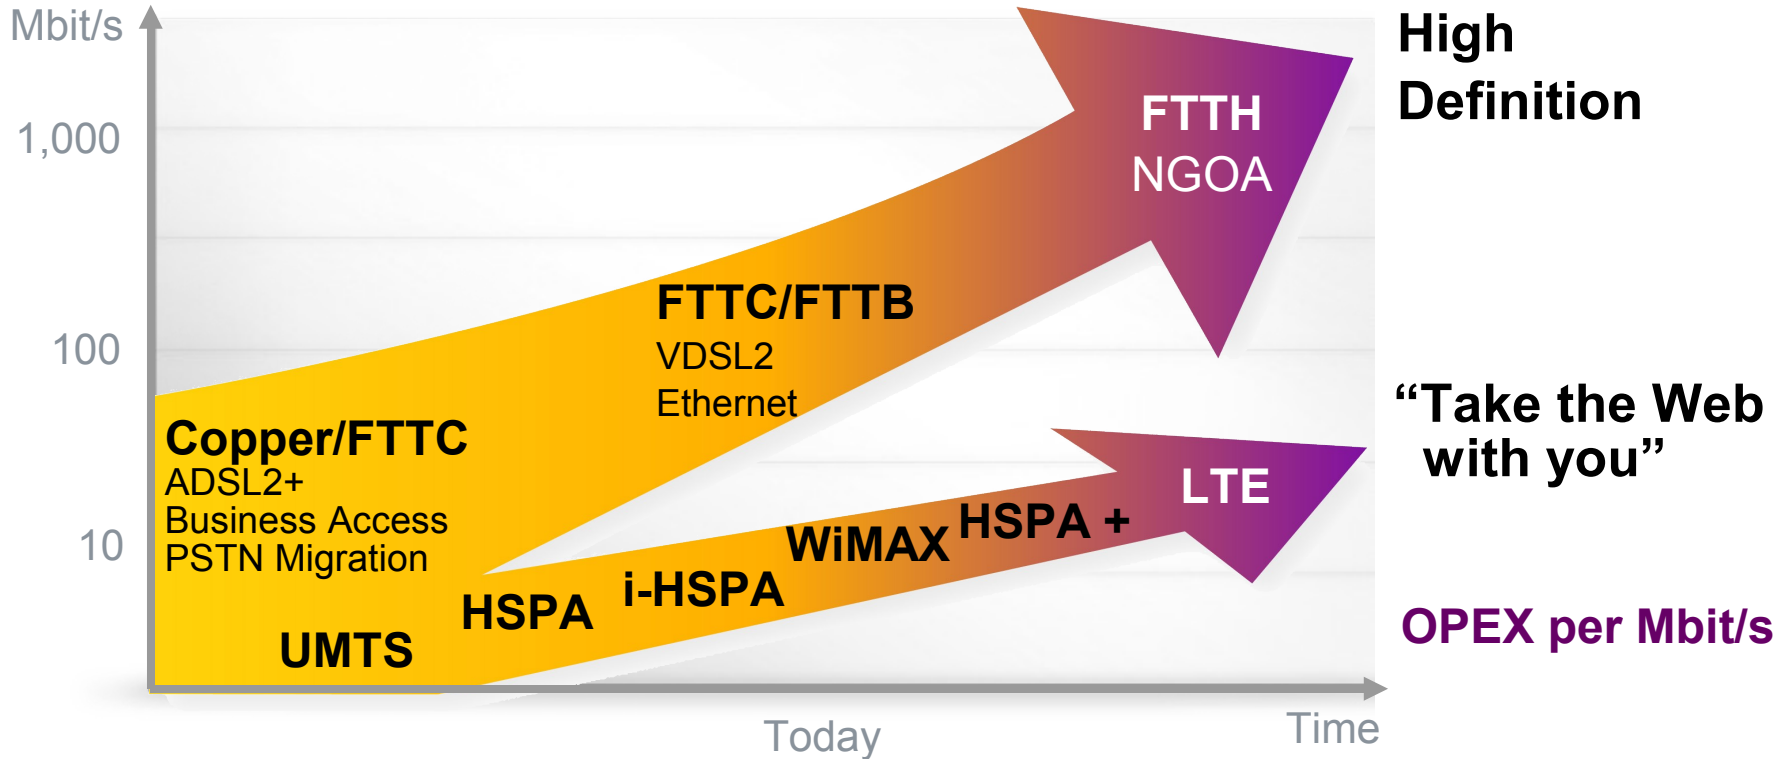 Mbit/s
1,000
100
10
High
Definition
FTTH
NGOA
FTTC/FTTB
VDSL2
Ethernet
Copper/FTTC
ADSL2+
Business Access
PSTN Migration
“Take the Web
with you”
LTE
HSPA +
WiMAX
i-HSPA
HSPA
UMTS
OPEX per Mbit/s
Today
Time